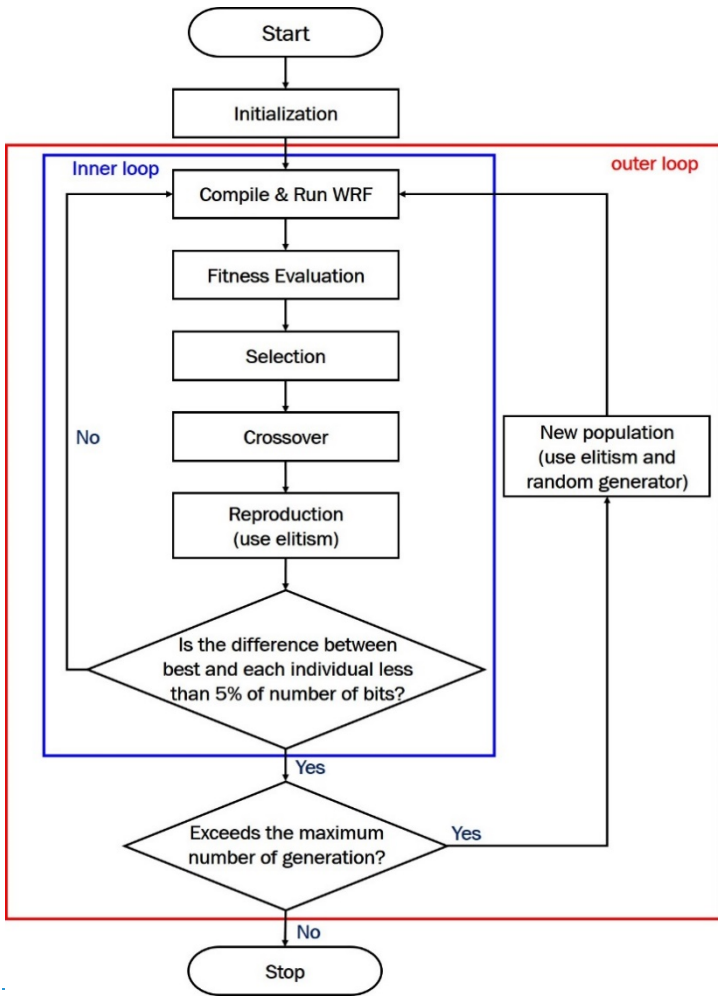 Start
Initialization
Inner loop
outer loop
Compile & Run WRF
Fitness Evaluation
Selection
Crossover
No
New population
(use elitism and
random generator)
Reproduction
(use elitism)
Is the difference between
best and each individual less
than 5% of number of bits?
Yes
Exceeds the maximum
number of generation?
Yes
No
Stop